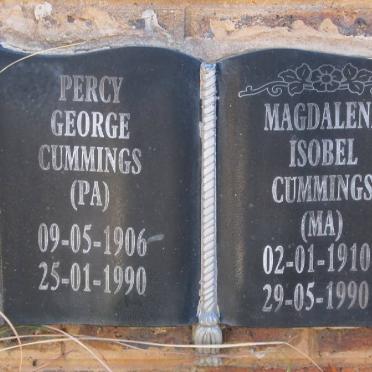 PERCY
GEORGE
CUMMINGS
(PA)
09-05-1906
25-01-1990
MAGDALEN
ISOBEL
CUMMINGS
(MA)
02-01-1910
29-05-1990